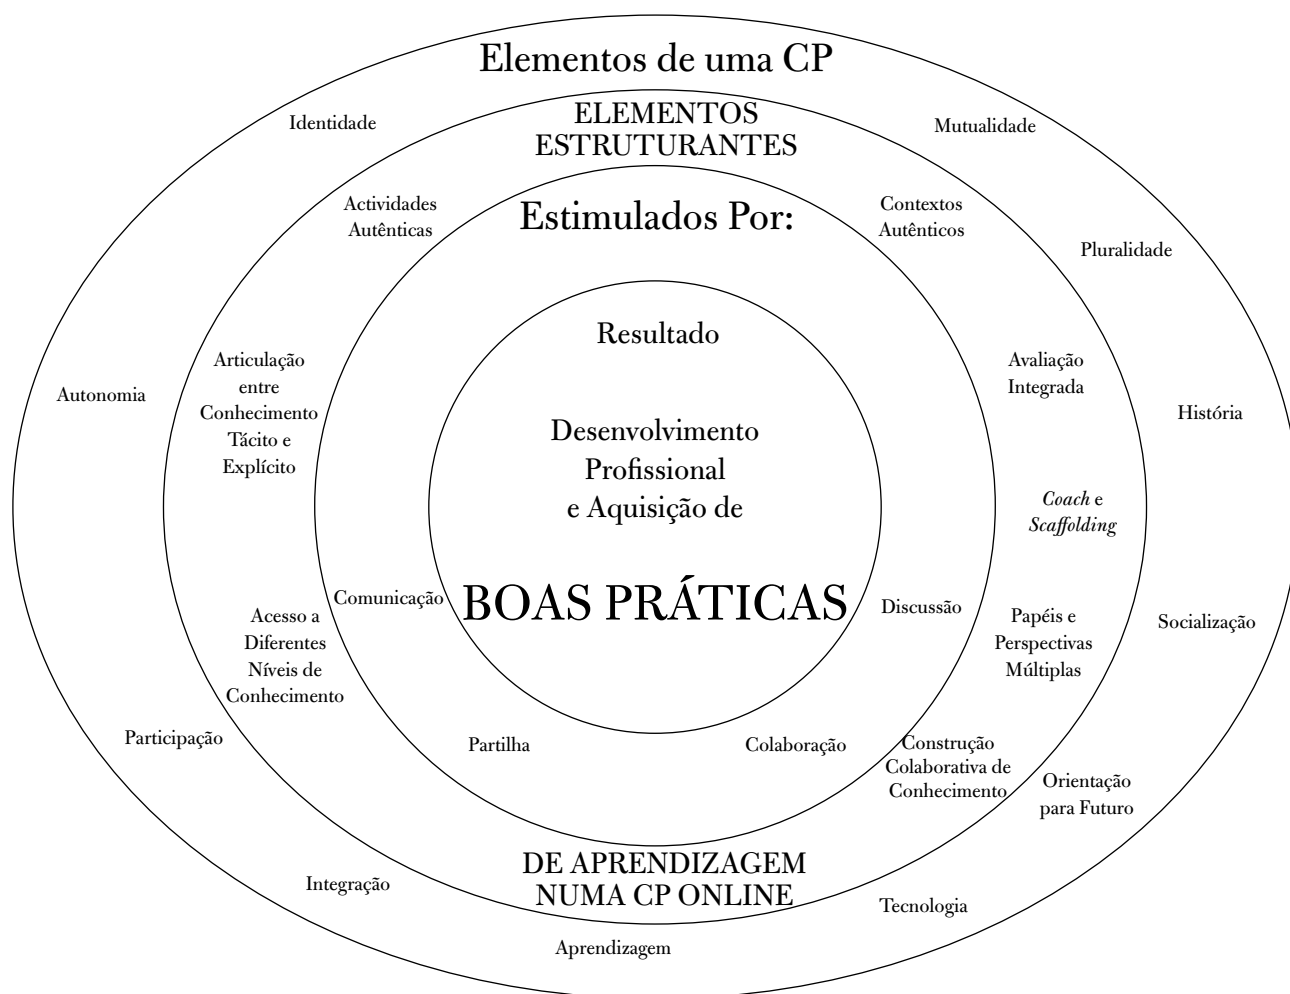 Elementos de uma CP
Identidade
Mutualidade
Pluralidade
Autonomia
História
Socialização
Participação
Orientação
para Futuro
Integração
Tecnologia
Aprendizagem
ELEMENTOS
ESTRUTURANTES
Actividades
Autênticas
Contextos
Autênticos
Articulação
entre
Conhecimento
Tácito e
Explícito
Avaliação
Integrada
Coach e
Scaffolding
Acesso a
Diferentes
Níveis de
Conhecimento
Papéis e
Perspectivas
Múltiplas
Construção
Colaborativa de
Conhecimento
DE APRENDIZAGEM
NUMA CP ONLINE
Estimulados Por:
Comunicação
Discussão
Partilha
Colaboração
Resultado
Desenvolvimento
Profissional
e Aquisição de
BOAS PRÁTICAS